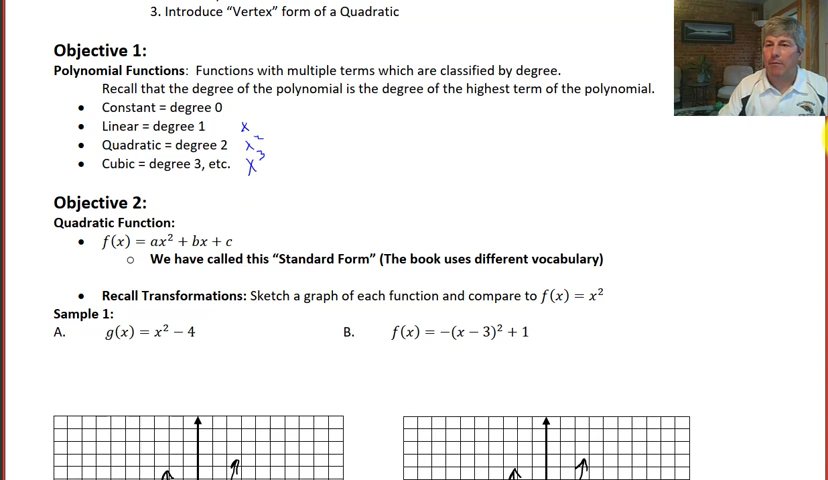 3. Introduce “Vertex” form of a Quadratic
Objective 1:
Polynomial Functions:  Functions with multiple terms which are classified by degree.
Recall that the degree of the polynomial is the degree of the highest term of the polynomial.
• Constant = degree 0
• Linear = degree 1 x
• Quadratic = degree 2 x²
• Cubic = degree 3, etc. x³
Objective 2:
Quadratic Function:
• f(x) = ax² + bx + c
o We have called this “Standard Form” (The book uses different vocabulary)
• Recall Transformations: Sketch a graph of each function and compare to f(x) = x²
Sample 1:
A. g(x) = x² − 4 B. f(x) = −(x − 3)² + 1